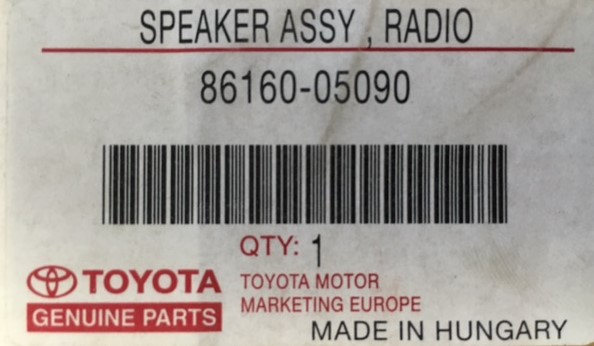 SPEAKER ASSY , RADIO
86160-05090
QTY: 1
TOYOTA
GENUINE PARTS
TOYOTA MOTOR
MARKETING EUROPE
MADE IN HUNGARY